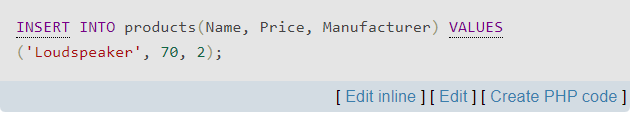 INSERT INTO products(Name, Price, Manufacturer) VALUES
('Loudspeaker', 70, 2);
[ Edit inline ] [ Edit ] [ Create PHP code ]